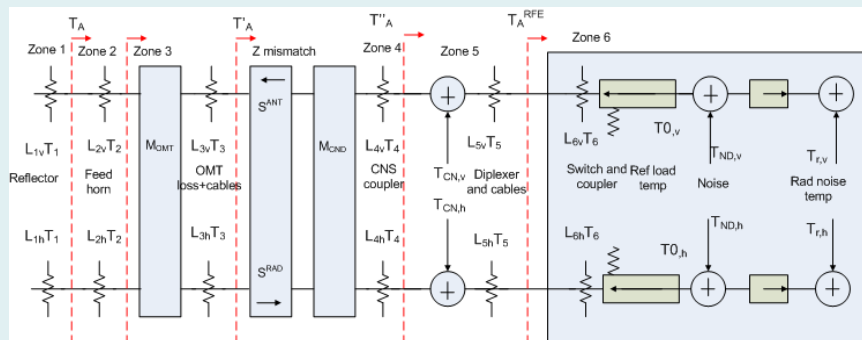 T_A T'_A T''_A T_A^RFE
Zone 1 Zone 2 Zone 3 Z mismatch Zone 4 Zone 5 Zone 6
S^ANT
L_1vT_1 L_2vT_2 M_OMT L_3vT_3 M_CND L_4vT_4 L_5vT_5 L_6vT_6 T0,v
Reflector
Feed
horn
OMT
loss+cables
CNS
coupler
T_CN,v
T_CN,h
Diplexer
and cables
Switch and
coupler
Ref load
temp
T_ND,v
Noise
T_r,v
Rad noise
temp
L_1hT_1 L_2hT_2 L_3hT_3 L_4hT_4 L_5hT_5 L_6hT_6 T0,h T_ND,h T_r,h
S^RAD